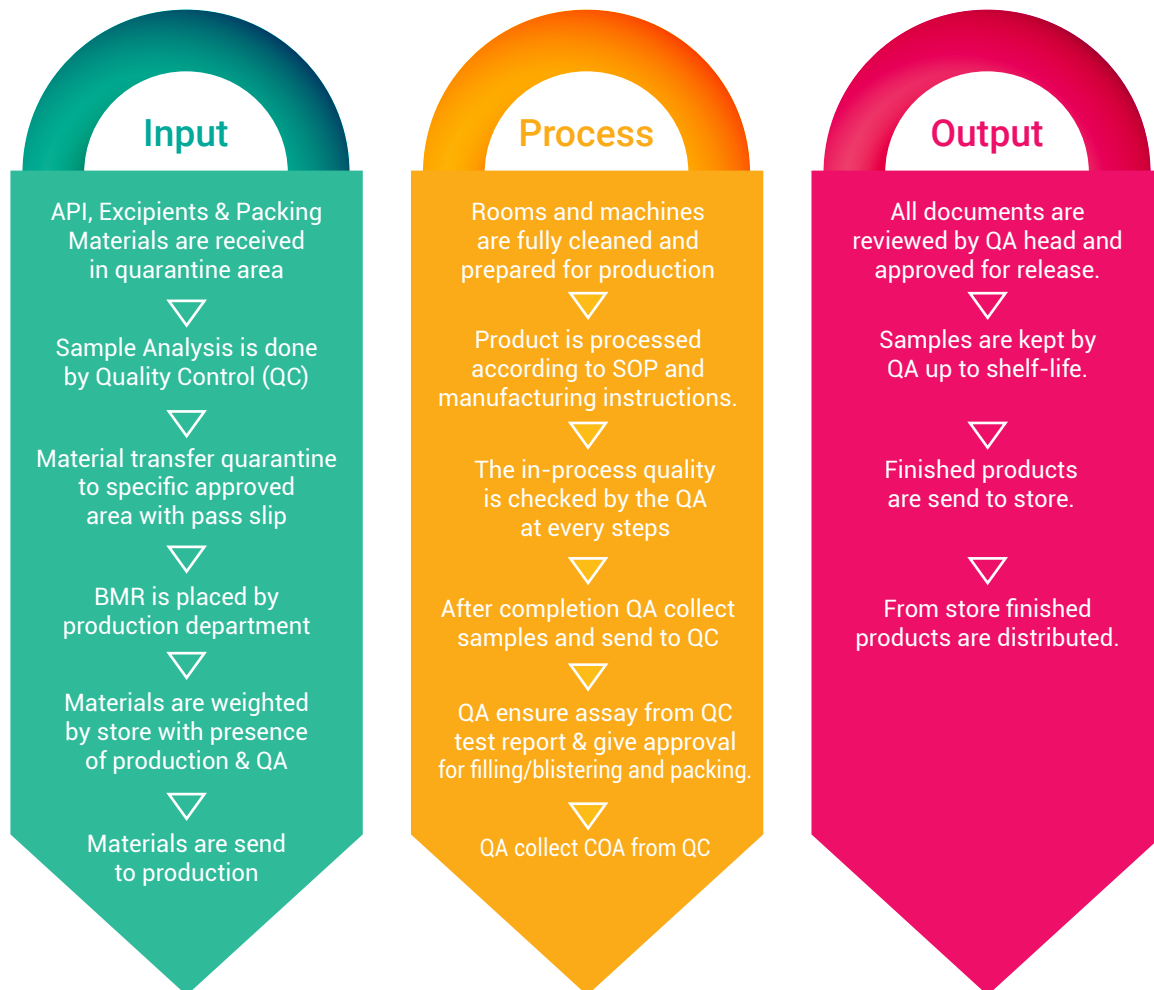 Input
API, Excipients & Packing
Materials are received
in quarantine area
Sample Analysis is done
by Quality Control (QC)
Material transfer quarantine
to specific approved
area with pass slip
BMR is placed by
production department
Materials are weighted
by store with presence
of production & QA
Materials are send
to production
Process
Rooms and machines
are fully cleaned and
prepared for production
Product is processed
according to SOP and
manufacturing instructions.
The in-process quality
is checked by the QA
at every steps
After completion QA collect
samples and send to QC
QA ensure assay from QC
test report & give approval
for filling/blistering and packing.
QA collect COA from QC
Output
All documents are
reviewed by QA head and
approved for release.
Samples are kept by
QA up to shelf-life.
Finished products
are send to store.
From store finished
products are distributed.